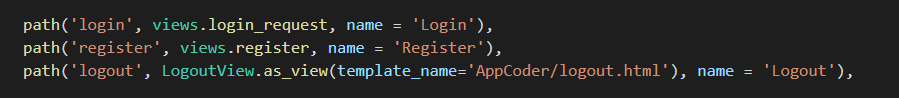 path('login', views.login_request, name = 'Login'),
path('register', views.register, name = 'Register'),
path('logout', LogoutView.as_view(template_name='AppCoder/logout.html'), name = 'Logout'),